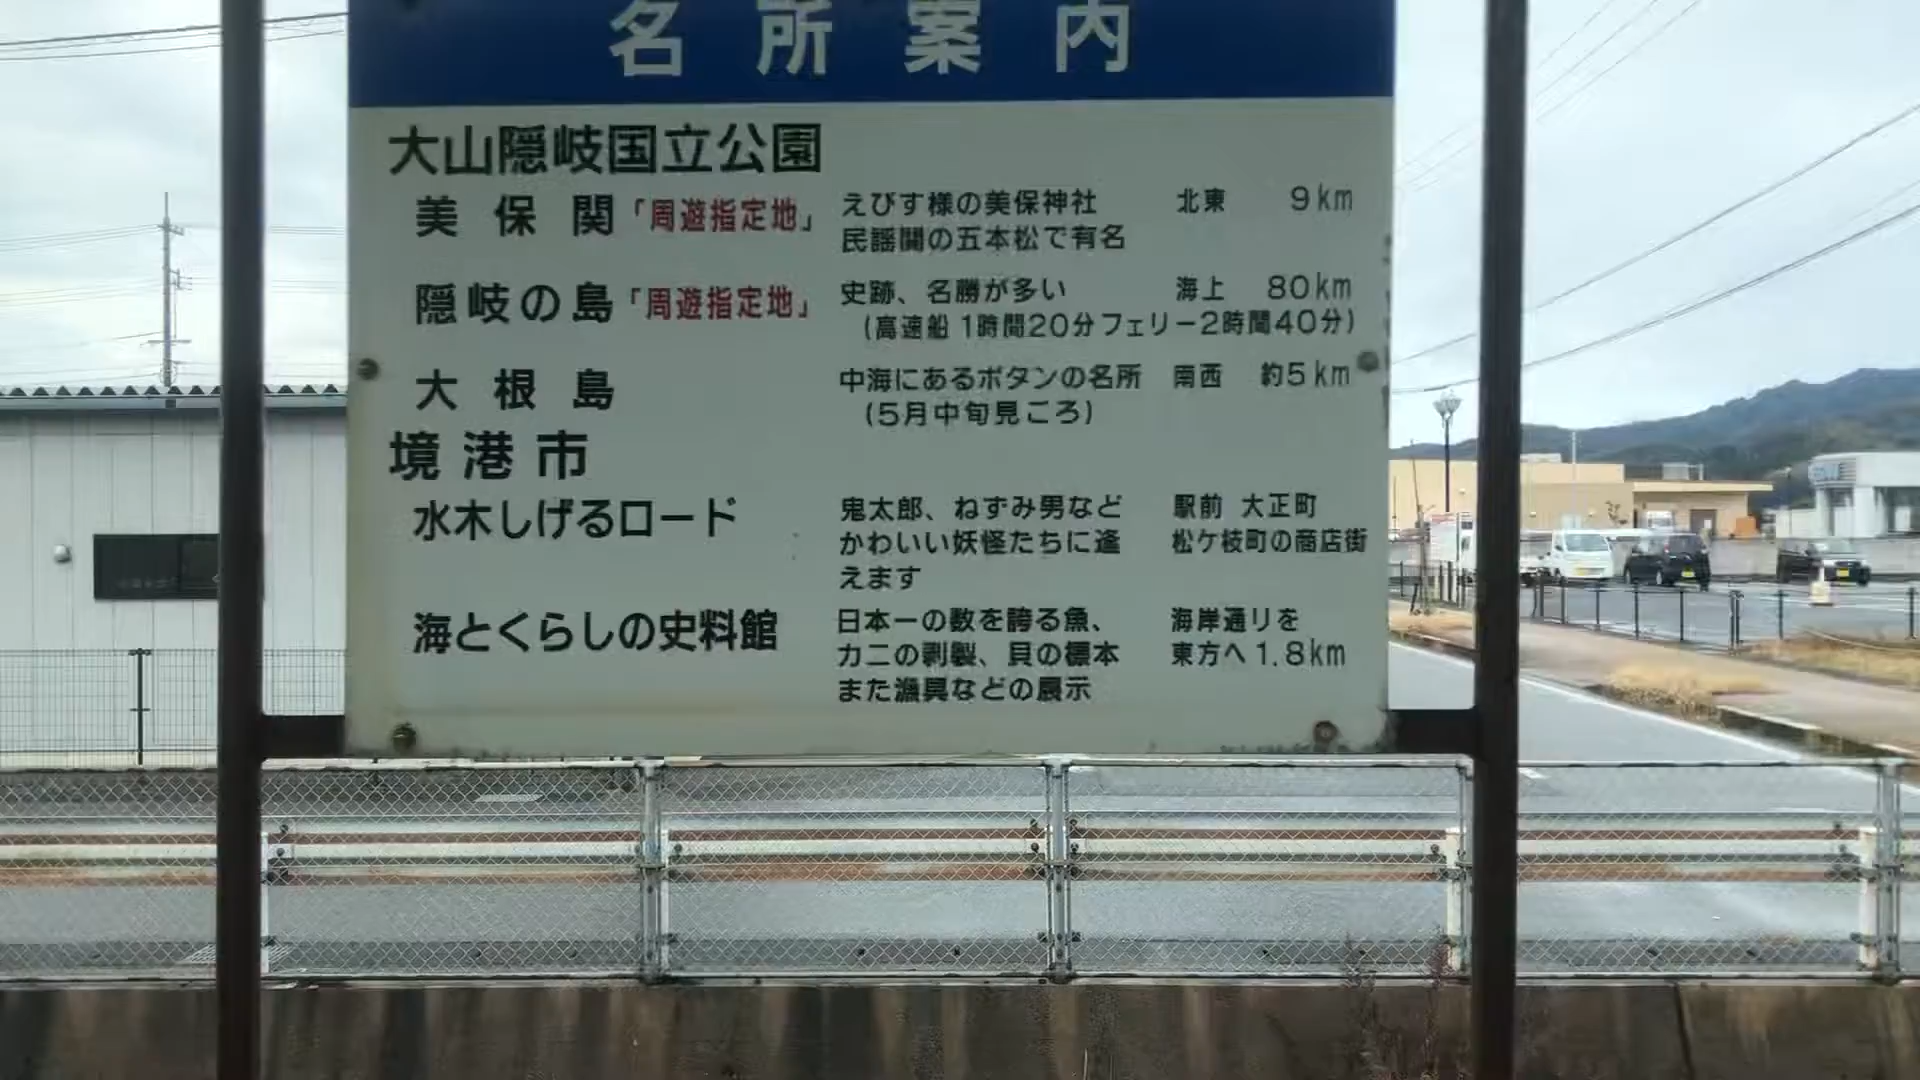 名所案内
大山隠岐国立公園
美保関「周遊指定地」 えびす様の美保神社 北東 9km
民謡関の五本松で有名
隠岐の島「周遊指定地」 史跡、名勝が多い 海上 80km
(高速船1時間20分フェリー2時間40分)
大根島 中海にあるボタンの名所 南西 約5km
(5月中旬見ごろ)
境港市
水木しげるロード 鬼太郎、ねずみ男など 駅前 大正町
かわいい妖怪たちに逢 松ケ枝町の商店街
えます
海とくらしの史料館 日本一の数を誇る魚、 海岸通りを
カニの剥製、貝の標本 東方へ1.8km
また漁具などの展示